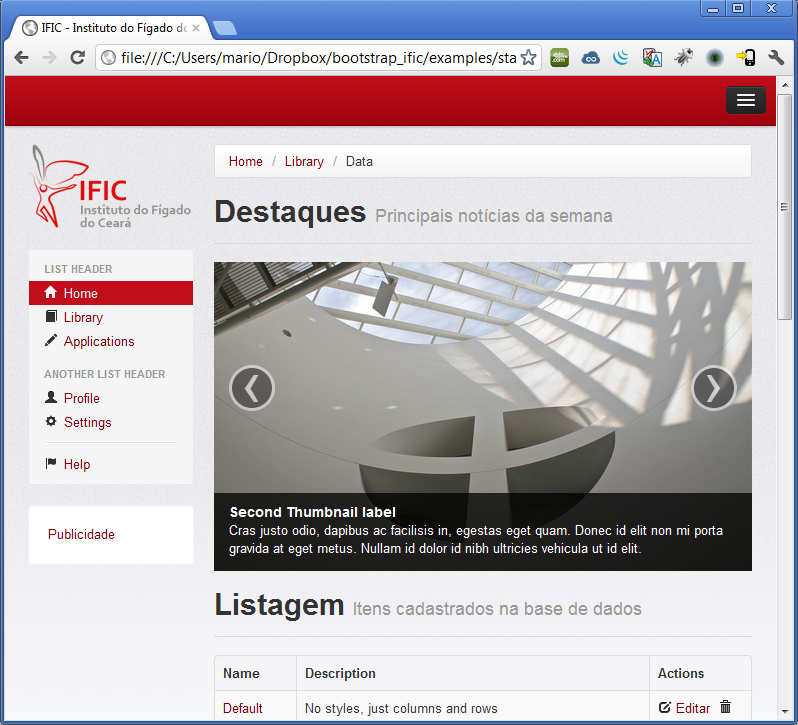 IFIC - Instituto do Fígado do
file:///C:/Users/mario/Dropbox/bootstrap_ific/examples/sta
IFIC
Instituto do Fígado
do Ceará
LIST HEADER
Home
Library
Applications
ANOTHER LIST HEADER
Profile
Settings
Help
Publicidade
Home / Library / Data
Destaques Principais notícias da semana
Second Thumbnail label
Cras justo odio, dapibus ac facilisis in, egestas eget quam. Donec id elit non mi porta
gravida at eget metus. Nullam id dolor id nibh ultricies vehicula ut id elit.
Listagem Itens cadastrados na base de dados
Name Description Actions
Default No styles, just columns and rows Editar